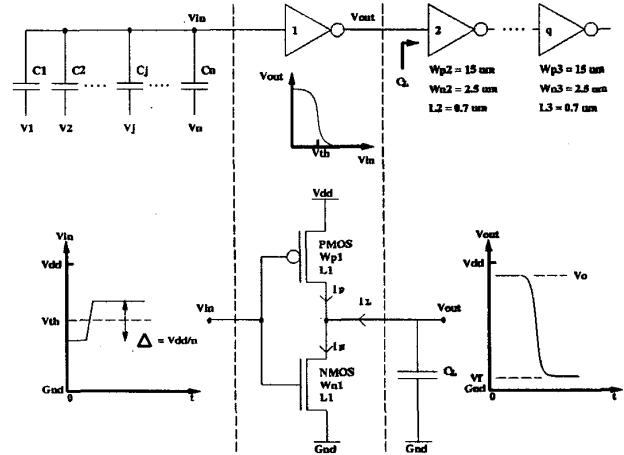 Vin
Vout
1
2
q
C1 C2 Cj Cn
V1 V2 Vj Vn
Vout
Vth
Vin
CL
Wp2 = 15 um
Wn2 = 2.5 um
L2 = 0.7 um
Wp3 = 15 um
Wn3 = 2.5 um
L3 = 0.7 um
Vin
Vdd
Vth
Δ = Vdd/n
Gnd
0
t
Vdd
PMOS
Wp1
L1
Vin
IP
IL
Vout
IN
NMOS
Wn1
L1
CL
Gnd
Gnd
Vout
Vdd
Vo
Vf
Gnd
0
t